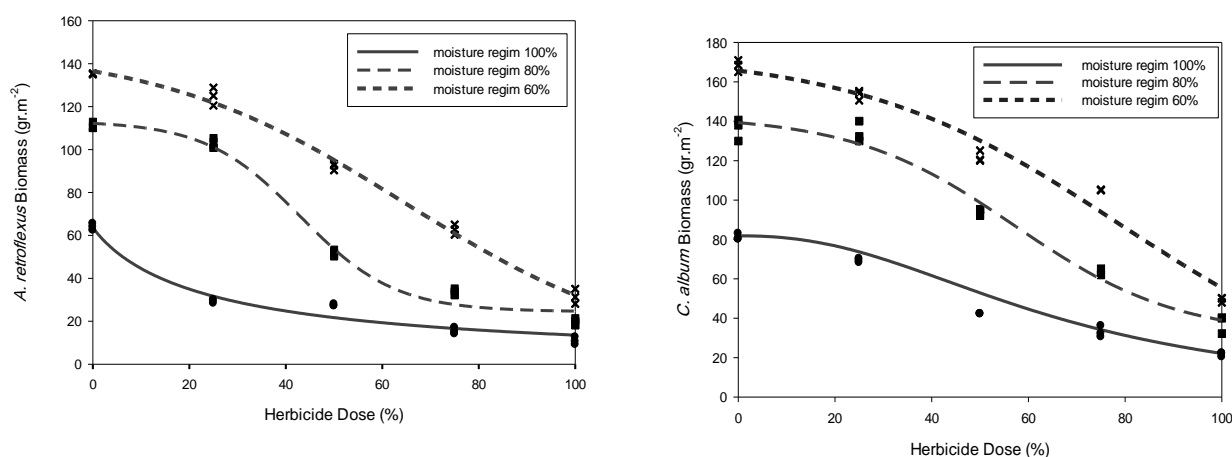 160
140
120
100
80
60
40
20
0
A. retroflexus Biomass (gr.m-2)
moisture regim 100%
moisture regim 80%
moisture regim 60%
0 20 40 60 80 100
Herbicide Dose (%)
180
160
140
120
100
80
60
40
20
0
C. album Biomass (gr.m-2)
moisture regim 100%
moisture regim 80%
moisture regim 60%
0 20 40 60 80 100
Herbicide Dose (%)